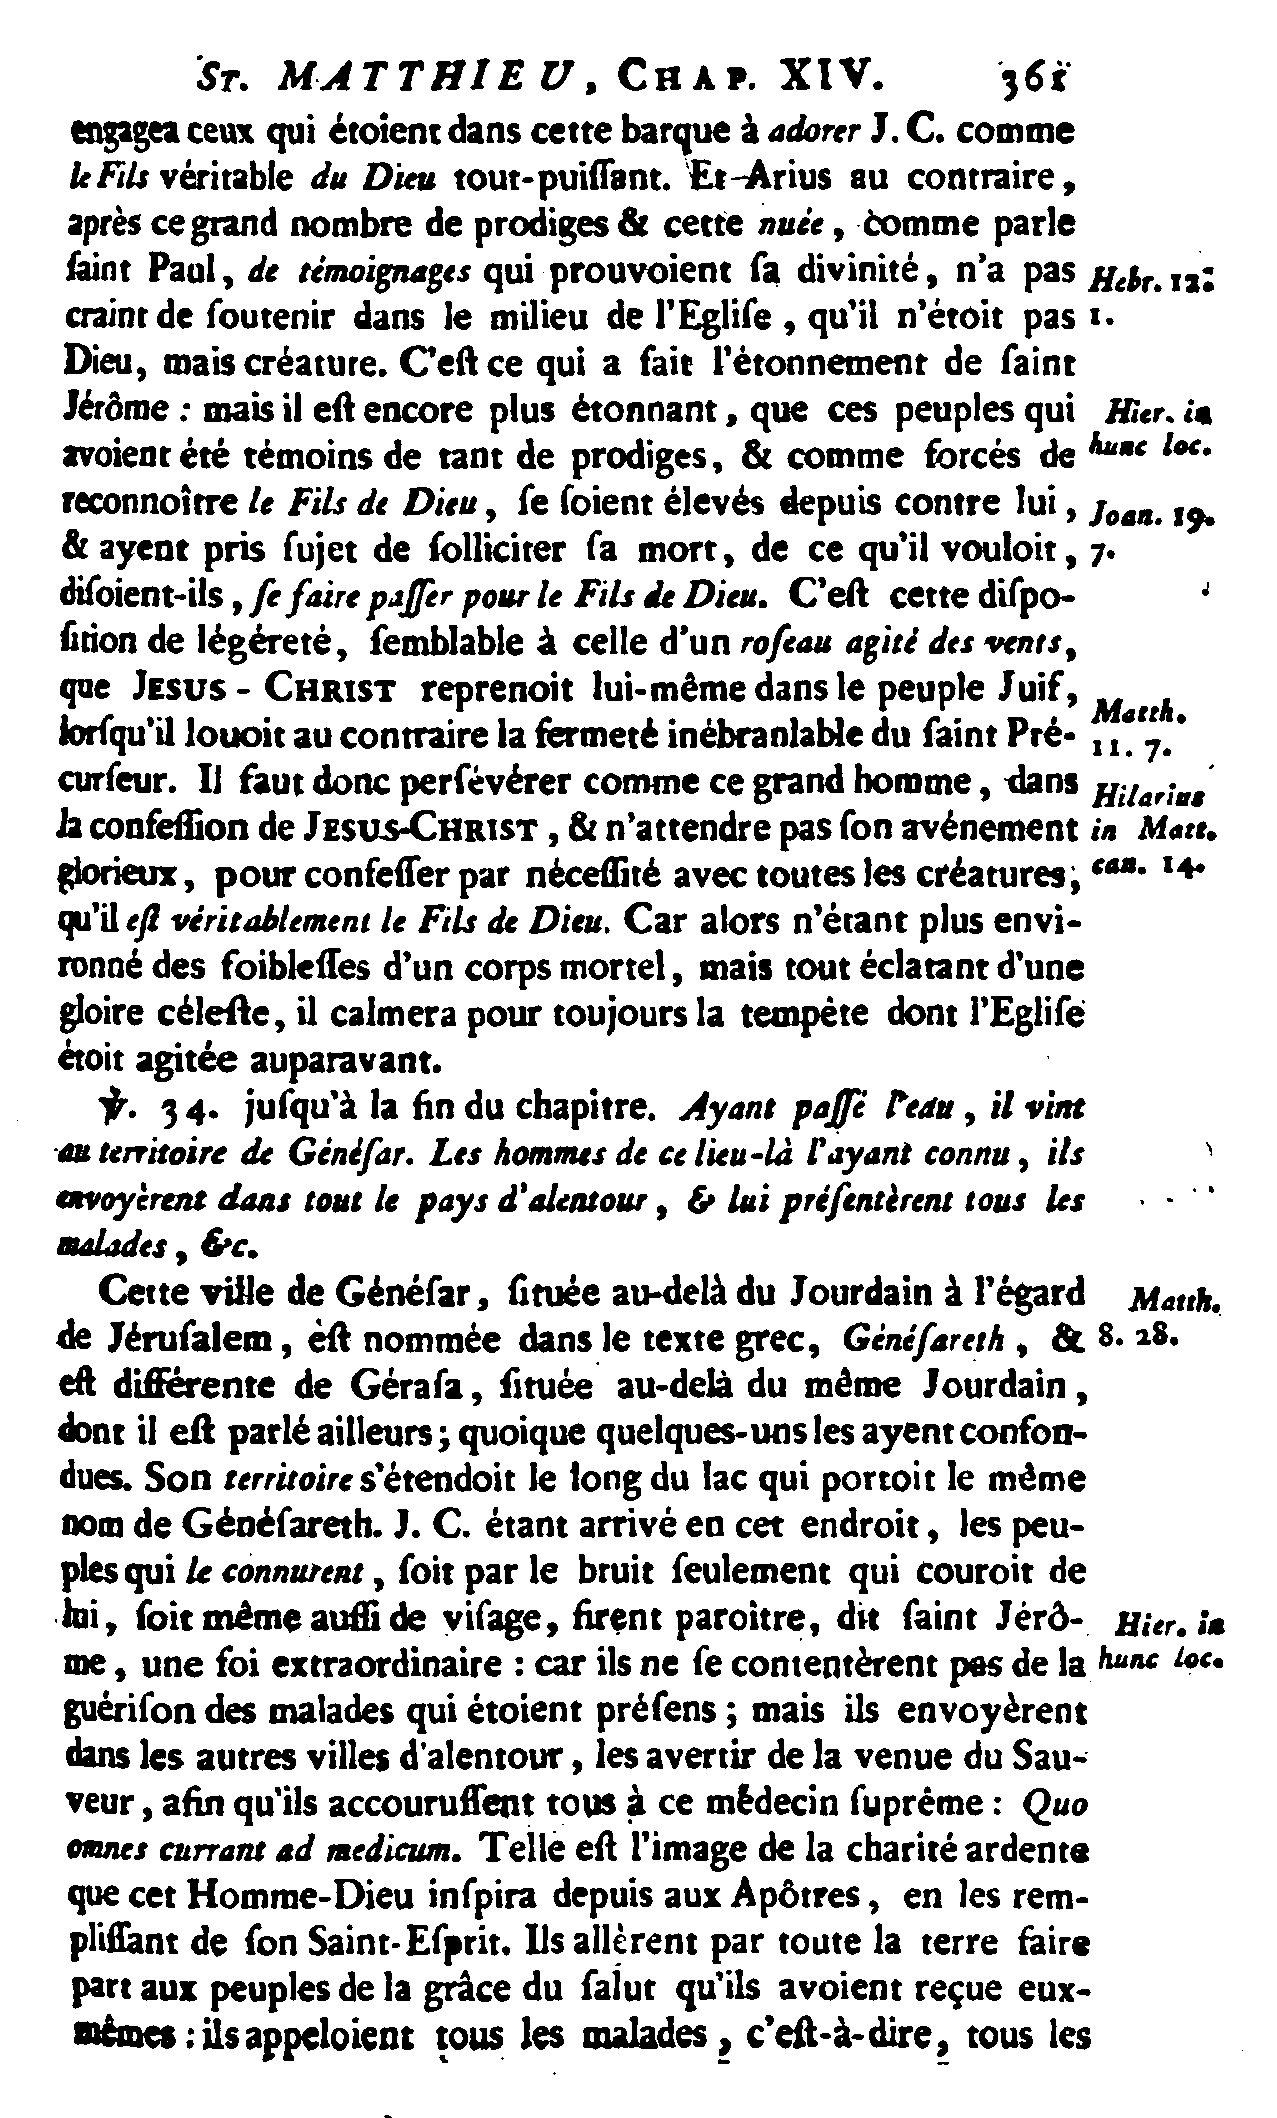 St. MATTHIEU, Chap. XIV. 361
engagea ceux qui étoient dans cette barque à adorer J. C. comme
le Fils véritable du Dieu tout-puiſſant. Et Arius au contraire,
après ce grand nombre de prodiges & cette nuée, comme parle
ſaint Paul, de témoignages qui prouvoient ſa divinité, n'a pas Hebr. 12.
craint de ſoutenir dans le milieu de l'Egliſe, qu'il n'étoit pas 1.
Dieu, mais créature. C'eſt ce qui a fait l'étonnement de ſaint
Jérôme : mais il eſt encore plus étonnant, que ces peuples qui Hier. in
avoient été témoins de tant de prodiges, & comme forcés de hunc loc.
reconnoître le Fils de Dieu, ſe ſoient élevés depuis contre lui, Joan. 19.
& ayent pris ſujet de ſolliciter ſa mort, de ce qu'il vouloit, 7.
diſoient-ils, ſe faire paſſer pour le Fils de Dieu. C'eſt cette diſpo-
ſition de légéreté, ſemblable à celle d'un roſeau agité des vents,
que JESUS-CHRIST reprenoit lui-même dans le peuple Juif,
lorſqu'il louoit au contraire la fermeté inébranlable du ſaint Pré- Matth. 11. 7.
curſeur. Il faut donc perſévérer comme ce grand homme, dans Hilarius
la confeſſion de JESUS-CHRIST, & n'attendre pas ſon avénement in Matt.
glorieux, pour confeſſer par néceſſité avec toutes les créatures, can. 14.
qu'il eſt véritablement le Fils de Dieu. Car alors n'étant plus envi-
ronné des foibleſſes d'un corps mortel, mais tout éclatant d'une
gloire céleſte, il calmera pour toujours la tempête dont l'Egliſe
étoit agitée auparavant.
℣. 34. juſqu'à la fin du chapitre. Ayant paſſé l'eau, il vint
au territoire de Généſar. Les hommes de ce lieu-là l'ayant connu, ils
envoyèrent dans tout le pays d'alentour, & lui préſentèrent tous les
malades, &c.
Cette ville de Généſar, ſituée au-delà du Jourdain à l'égard Matth.
de Jéruſalem, eſt nommée dans le texte grec, Généſareth, & 8. 28.
eſt différente de Géraſa, ſituée au-delà du même Jourdain,
dont il eſt parlé ailleurs; quoique quelques-uns les ayent confon-
dues. Son territoire s'étendoit le long du lac qui portoit le même
nom de Généſareth. J. C. étant arrivé en cet endroit, les peu-
ples qui le connurent, ſoit par le bruit ſeulement qui couroit de
lui, ſoit même auſſi de viſage, firent paroître, dit ſaint Jérô- Hier. in
me, une foi extraordinaire : car ils ne ſe contentèrent pas de la hunc loc.
guériſon des malades qui étoient préſens ; mais ils envoyèrent
dans les autres villes d'alentour, les avertir de la venue du Sau-
veur, afin qu'ils accouruſſent tous à ce médecin ſuprême : Quo
omnes currant ad medicum. Telle eſt l'image de la charité ardente
que cet Homme-Dieu inſpira depuis aux Apôtres, en les rem-
pliſſant de ſon Saint-Eſprit. Ils allèrent par toute la terre faire
part aux peuples de la grâce du ſalut qu'ils avoient reçue eux-
mêmes : ils appeloient tous les malades, c'eſt-à-dire, tous les